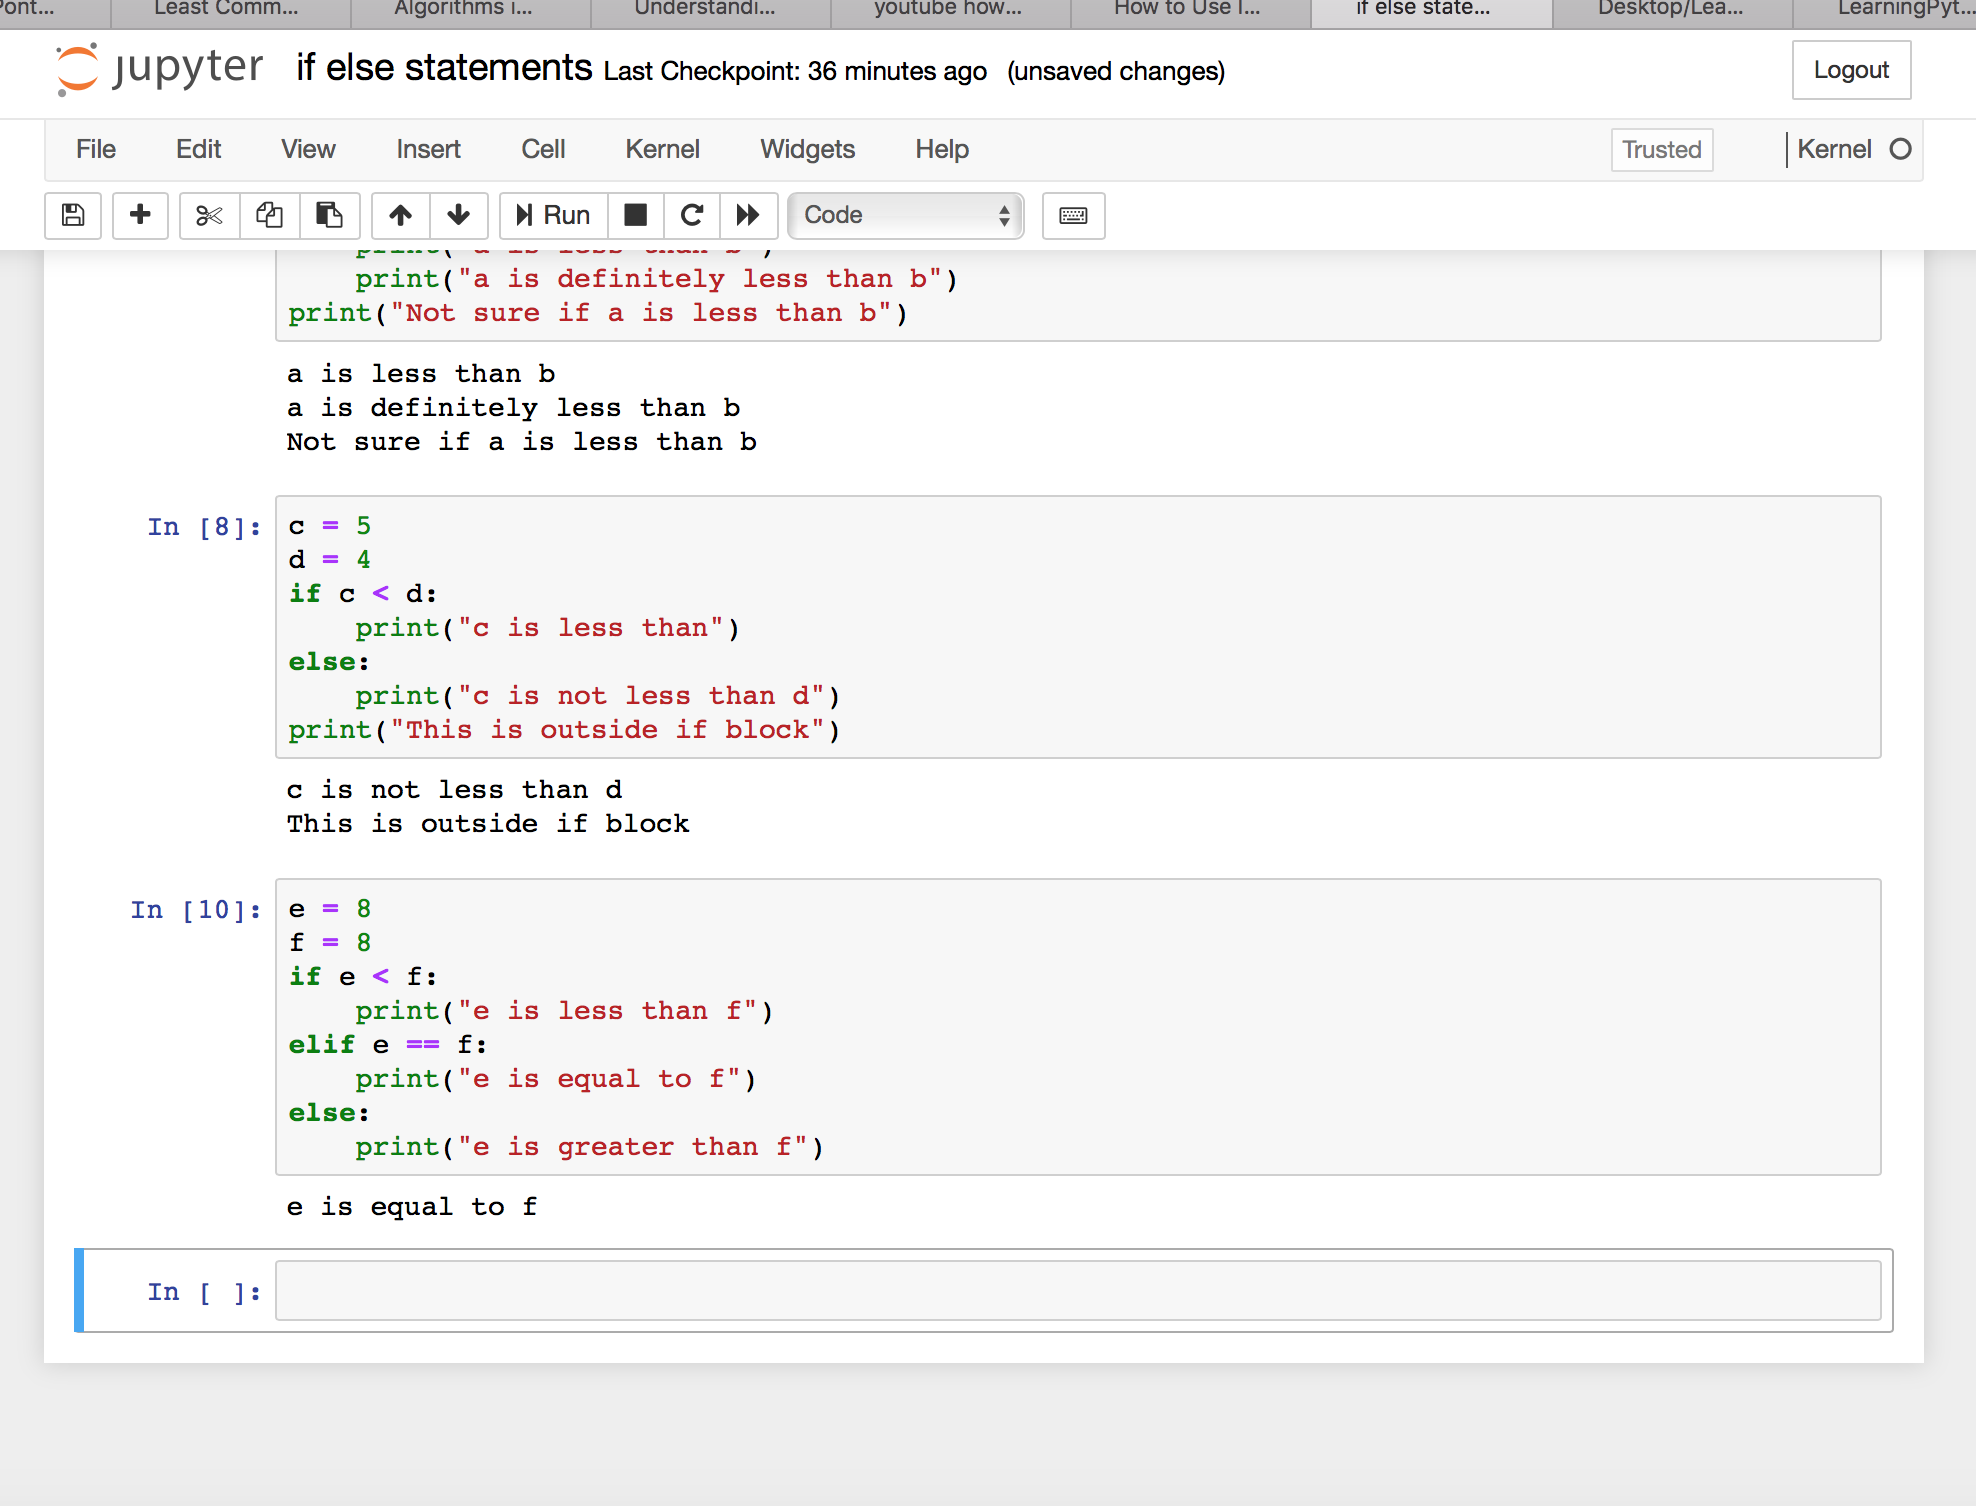 Least Comm...
Algorithms i...
Understandi...
youtube how...
How to Use I...
if else state...
Desktop/Lea...
LearningPyt...
jupyter if else statements Last Checkpoint: 36 minutes ago (unsaved changes)
Logout
File Edit View Insert Cell Kernel Widgets Help
Trusted
Kernel
Run
Code
print("a is less than b")
print("a is definitely less than b")
print("Not sure if a is less than b")
a is less than b
a is definitely less than b
Not sure if a is less than b
In [8]:
c = 5
d = 4
if c < d:
    print("c is less than")
else:
    print("c is not less than d")
print("This is outside if block")
c is not less than d
This is outside if block
In [10]:
e = 8
f = 8
if e < f:
    print("e is less than f")
elif e == f:
    print("e is equal to f")
else:
    print("e is greater than f")
e is equal to f
In [ ]: